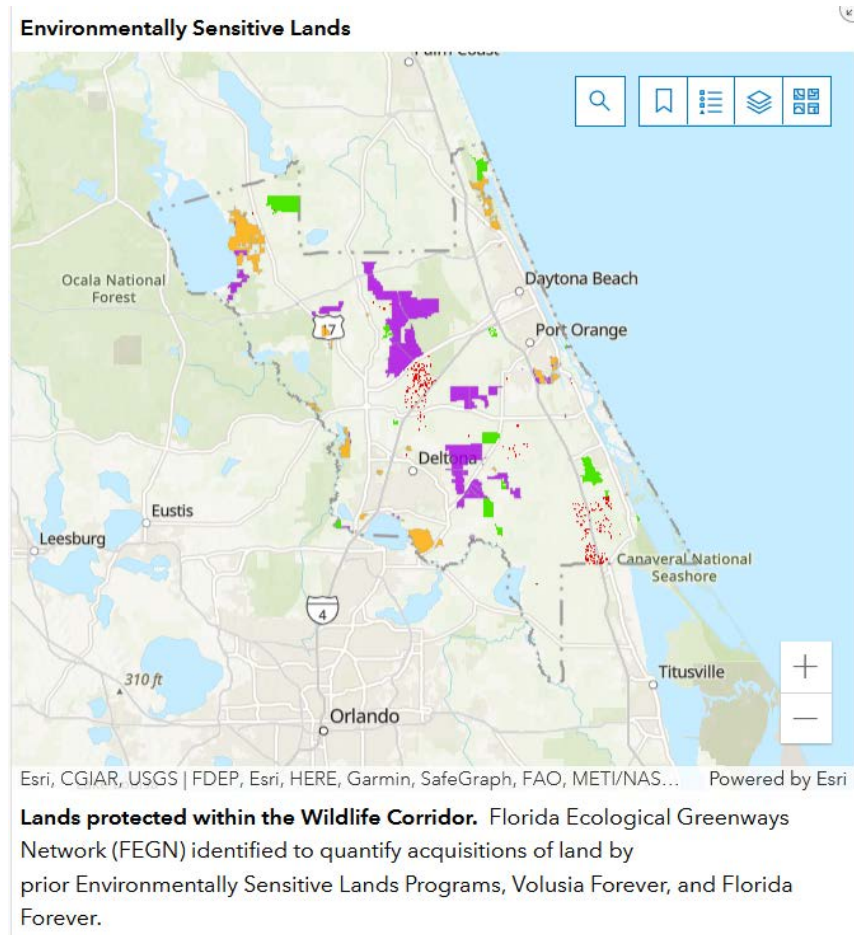 Environmentally Sensitive Lands
Palm Coast
Ocala National
Forest
Daytona Beach
17
Port Orange
Deltona
Eustis
Leesburg
Canaveral National
Seashore
4
310 ft
Titusville
Orlando
Esri, CGIAR, USGS | FDEP, Esri, HERE, Garmin, SafeGraph, FAO, METI/NAS... Powered by Esri
Lands protected within the Wildlife Corridor. Florida Ecological Greenways
Network (FEGN) identified to quantify acquisitions of land by
prior Environmentally Sensitive Lands Programs, Volusia Forever, and Florida
Forever.